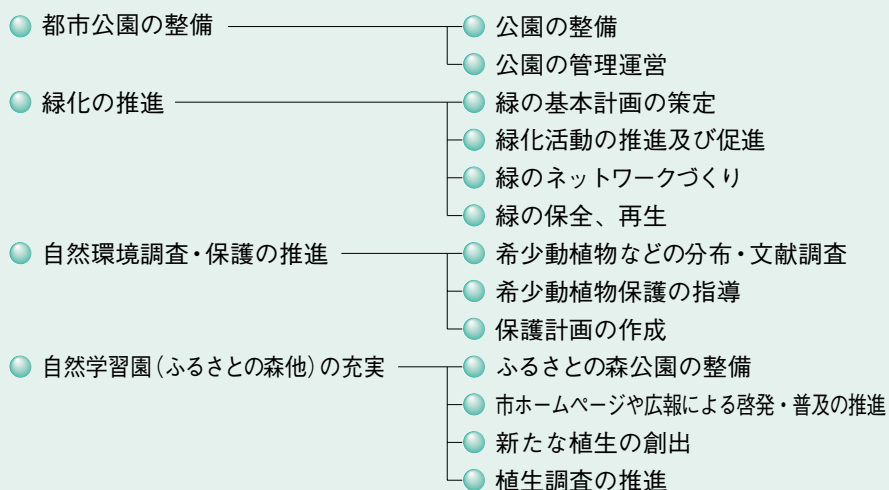 都市公園の整備
公園の整備
公園の管理運営
緑化の推進
緑の基本計画の策定
緑化活動の推進及び促進
緑のネットワークづくり
緑の保全、再生
自然環境調査・保護の推進
希少動植物などの分布・文献調査
希少動植物保護の指導
保護計画の作成
自然学習園（ふるさとの森他）の充実
ふるさとの森公園の整備
市ホームページや広報による啓発・普及の推進
新たな植生の創出
植生調査の推進